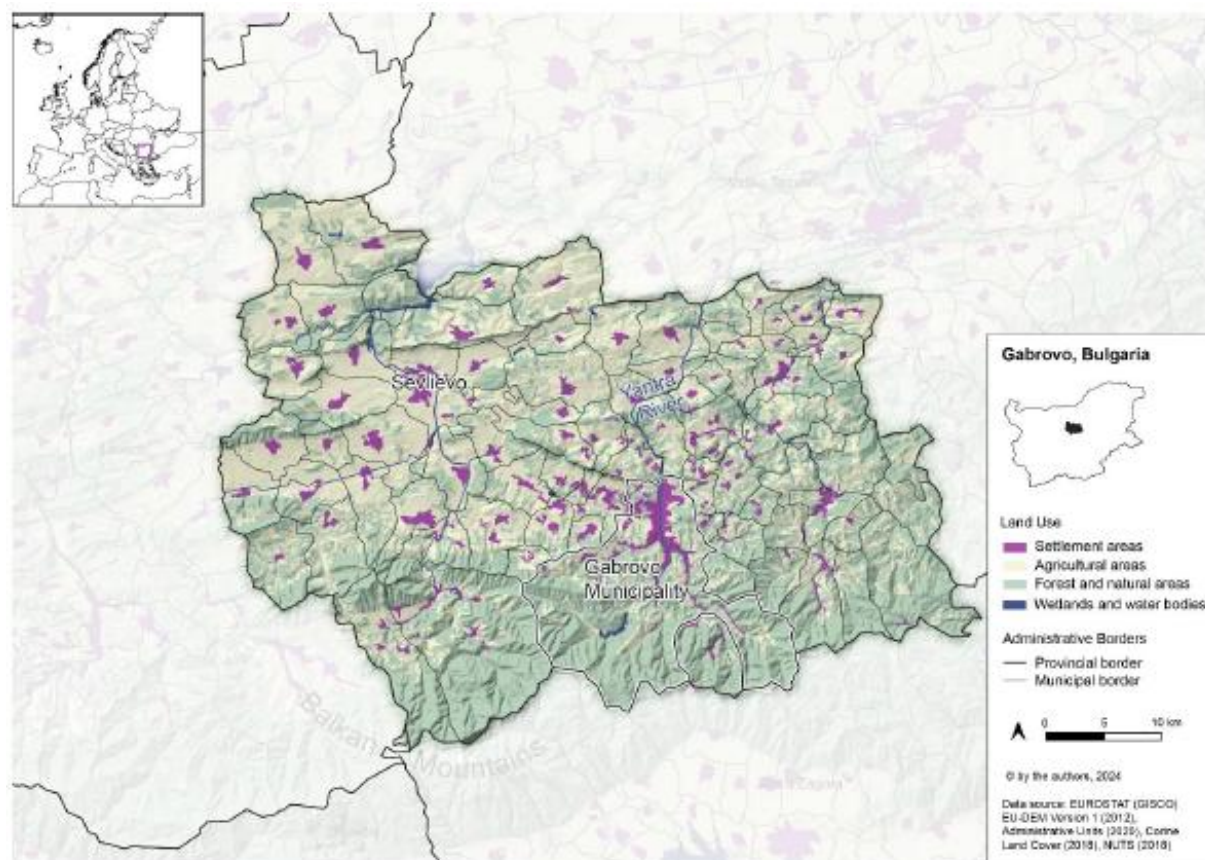 Sevlievo
Yantra
River
Gabrovo
Municipality
Balkan Mountains
Gabrovo, Bulgaria
Land Use
Settlement areas
Agricultural areas
Forest and natural areas
Wetlands and water bodies
Administrative Borders
Provincial border
Municipal border
0 5 10 km
© by the authors, 2024
Data source: EUROSTAT (GISCO)
EU-DEM Version 1 (2012),
Administrative Units (2020), Corine
Land Cover (2018), NUTS (2018)